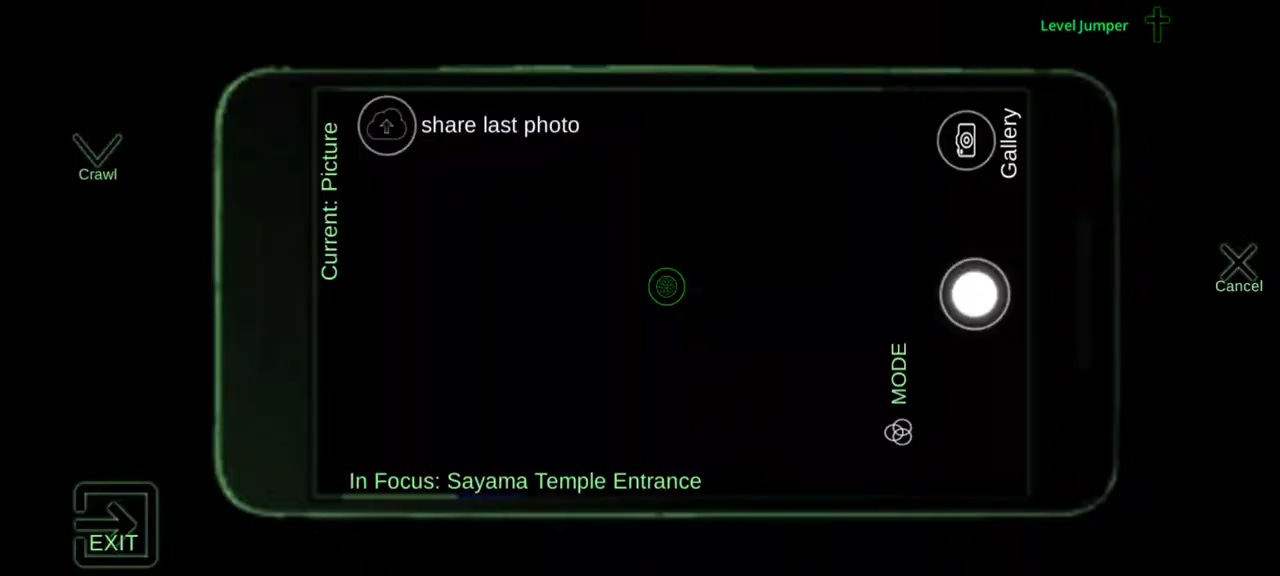 Level Jumper
share last photo
Gallery
Current: Picture
Crawl
Cancel
MODE
In Focus: Sayama Temple Entrance
EXIT